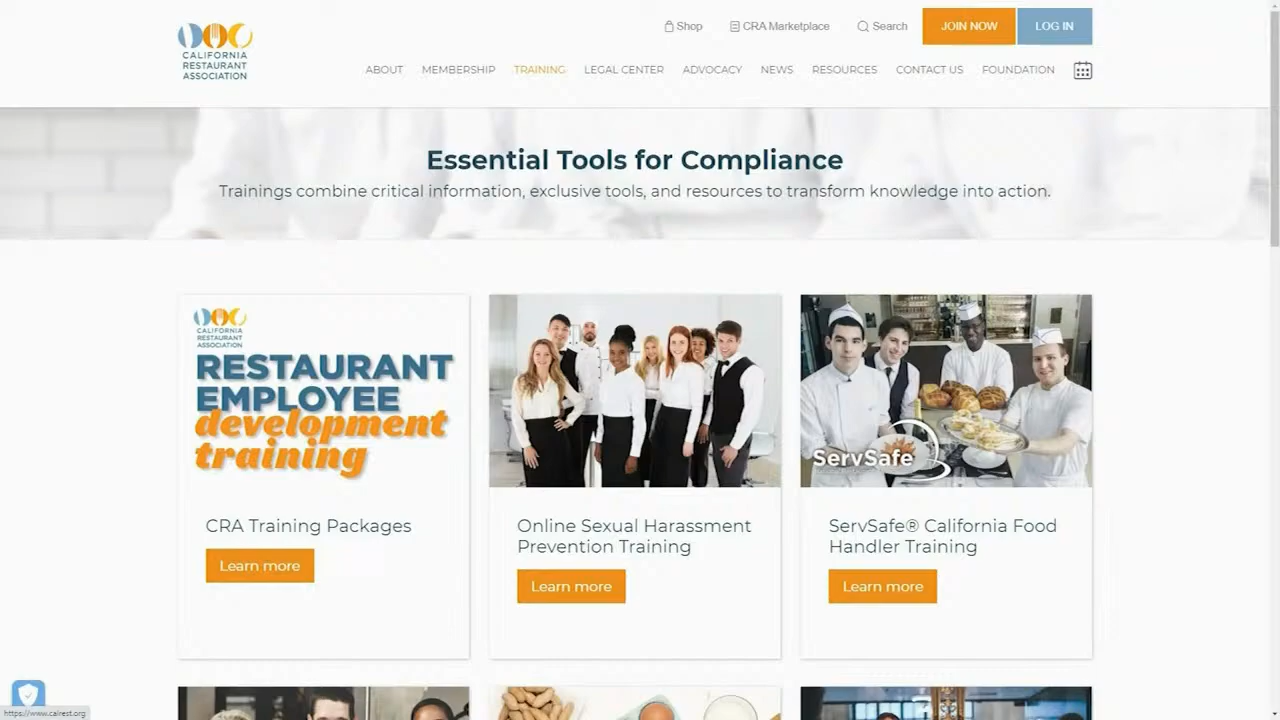 Shop
CRA Marketplace
Search
JOIN NOW
LOG IN
CALIFORNIA
RESTAURANT
ASSOCIATION
ABOUT
MEMBERSHIP
TRAINING
LEGAL CENTER
ADVOCACY
NEWS
RESOURCES
CONTACT US
FOUNDATION
Essential Tools for Compliance
Trainings combine critical information, exclusive tools, and resources to transform knowledge into action.
CALIFORNIA
RESTAURANT
ASSOCIATION
RESTAURANT
EMPLOYEE
development
training
ServSafe
CRA Training Packages
Learn more
Online Sexual Harassment
Prevention Training
Learn more
ServSafe® California Food
Handler Training
Learn more
https://www.calrest.org